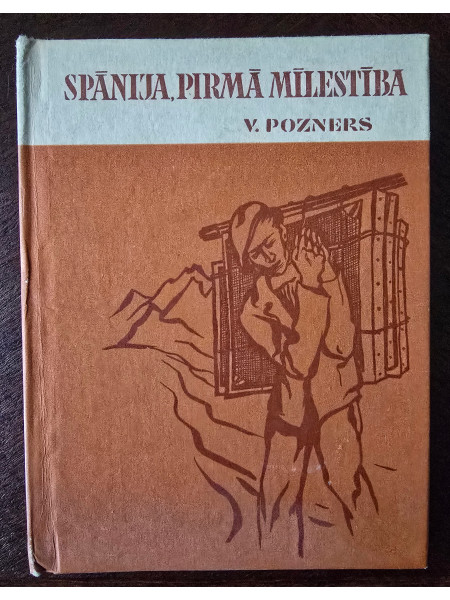 SPĀNIJA, PIRMĀ MĪLESTĪBA
V. POZNERS